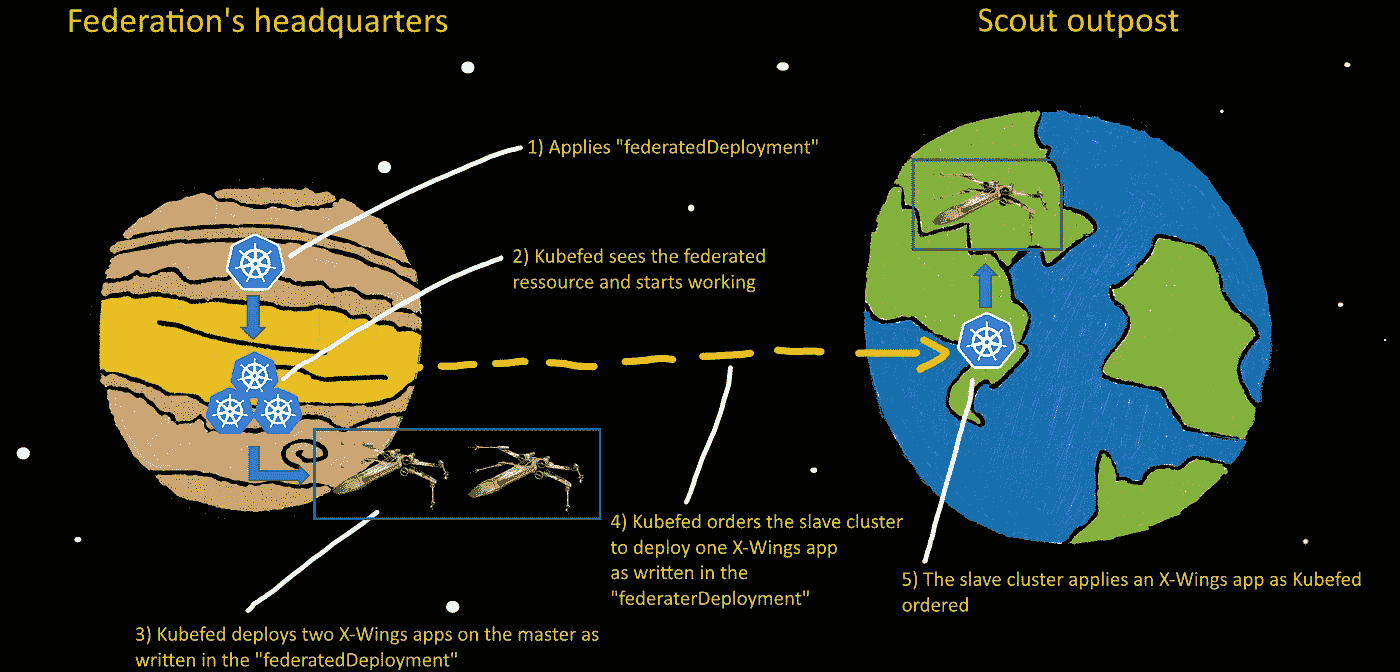 Federation's headquarters
Scout outpost
1) Applies "federatedDeployment"
2) Kubefed sees the federated
ressource and starts working
3) Kubefed deploys two X-Wings apps on the master as
written in the "federatedDeployment"
4) Kubefed orders the slave cluster
to deploy one X-Wings app
as written in the
"federaterDeployment"
5) The slave cluster applies an X-Wings app as Kubefed
ordered